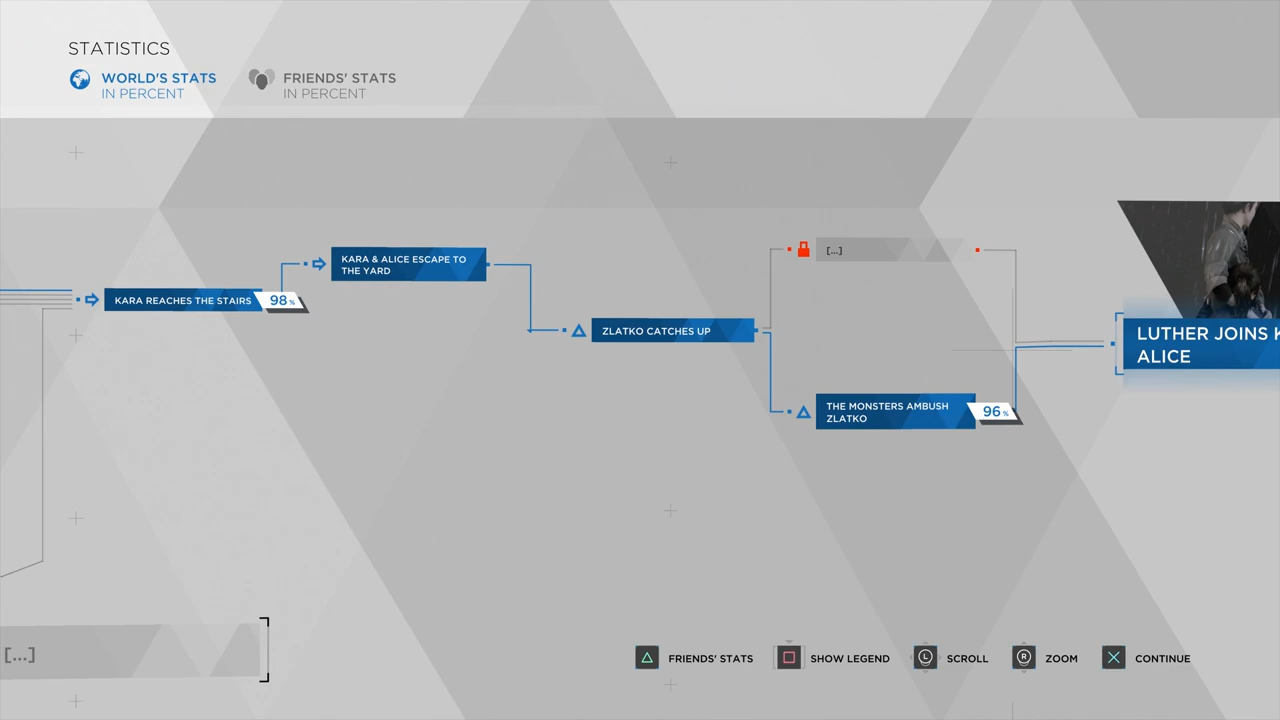 STATISTICS
WORLD'S STATS
IN PERCENT
FRIENDS' STATS
IN PERCENT
KARA REACHES THE STAIRS
98%
KARA & ALICE ESCAPE TO
THE YARD
ZLATKO CATCHES UP
[...]
THE MONSTERS AMBUSH
ZLATKO
96%
LUTHER JOINS K
ALICE
[...]
FRIENDS' STATS
SHOW LEGEND
L
SCROLL
R
ZOOM
CONTINUE